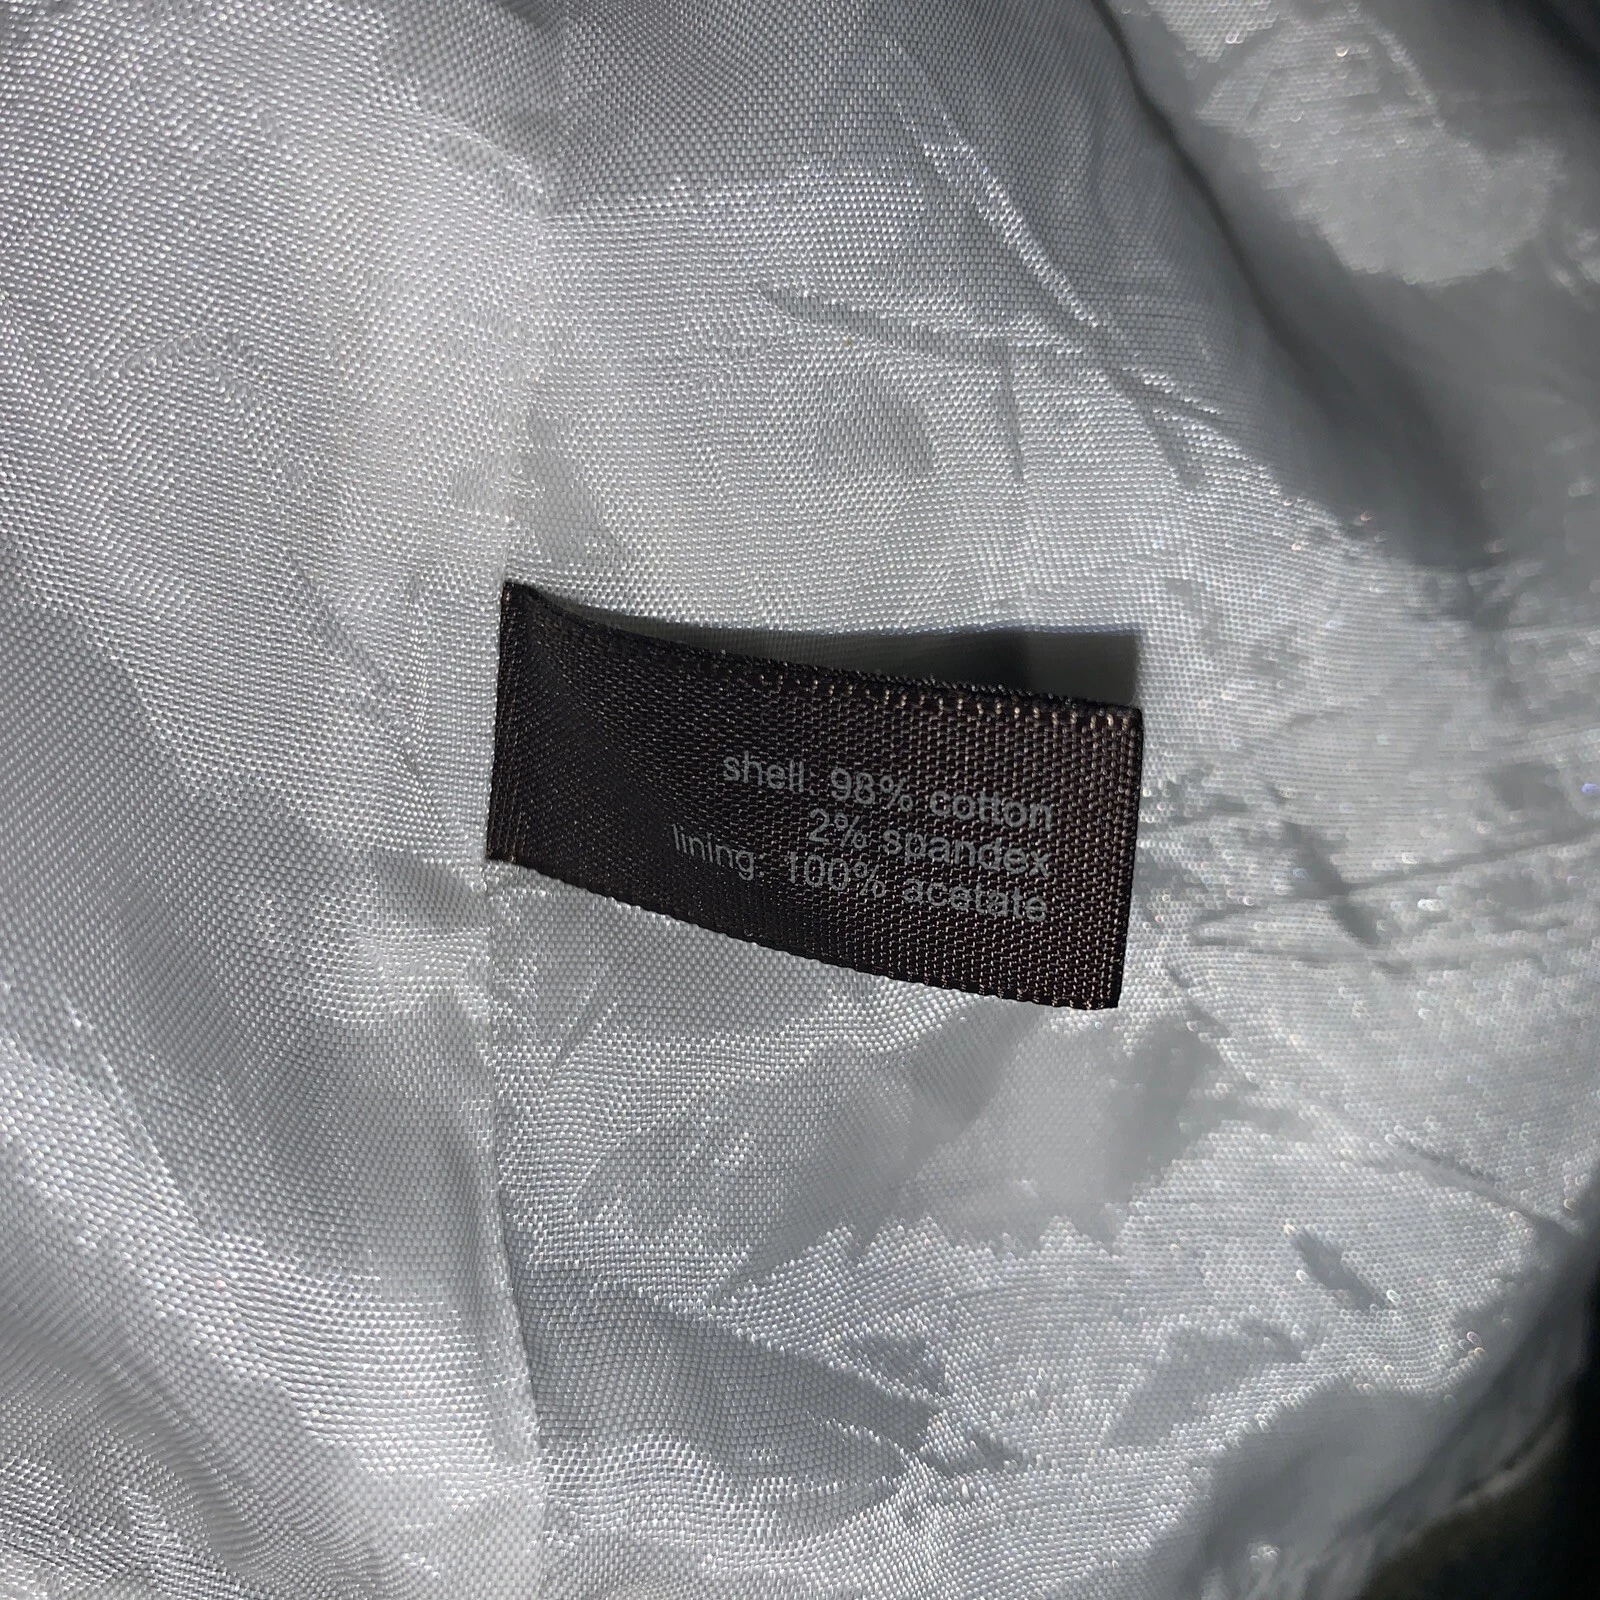 shell: 98% cotton
2% spandex
lining: 100% acetate